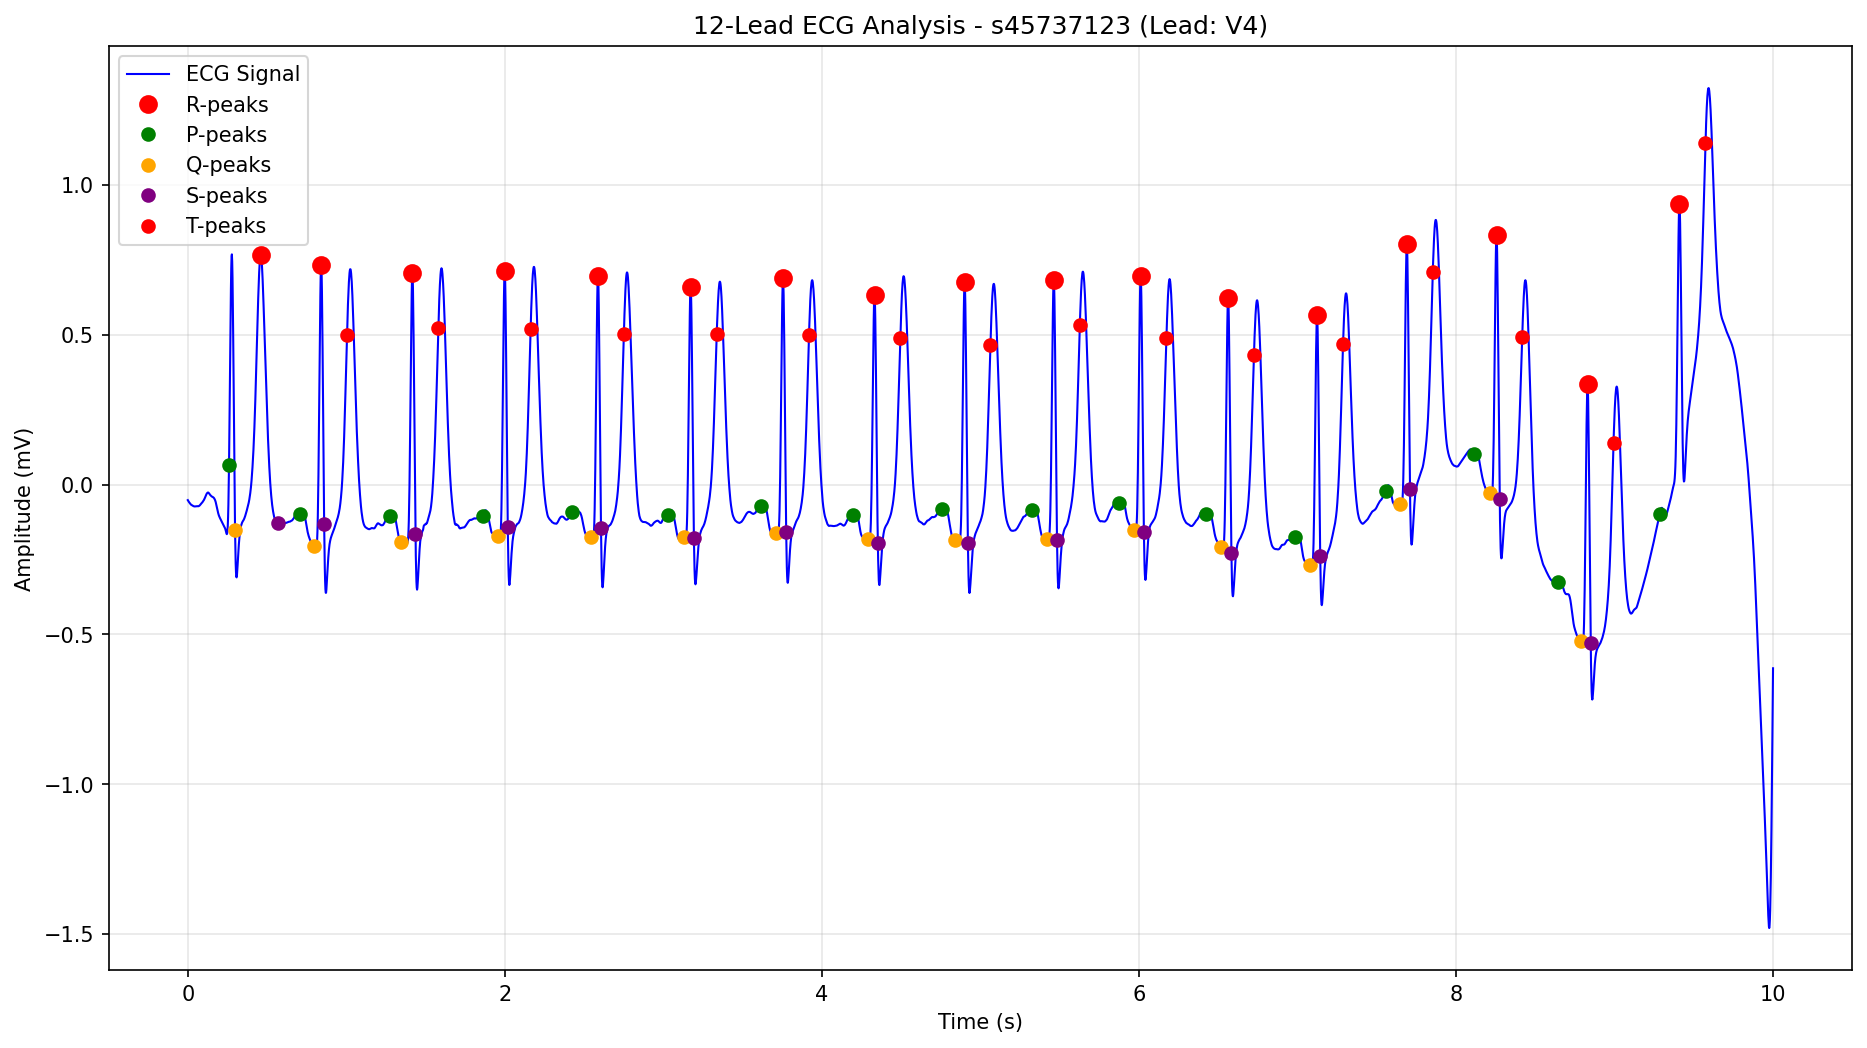 12-Lead ECG Analysis - s45737123 (Lead: V4)
ECG Signal
R-peaks
P-peaks
Q-peaks
S-peaks
T-peaks
Amplitude (mV)
1.0
0.5
0.0
−0.5
−1.0
−1.5
0 2 4 6 8 10
Time (s)